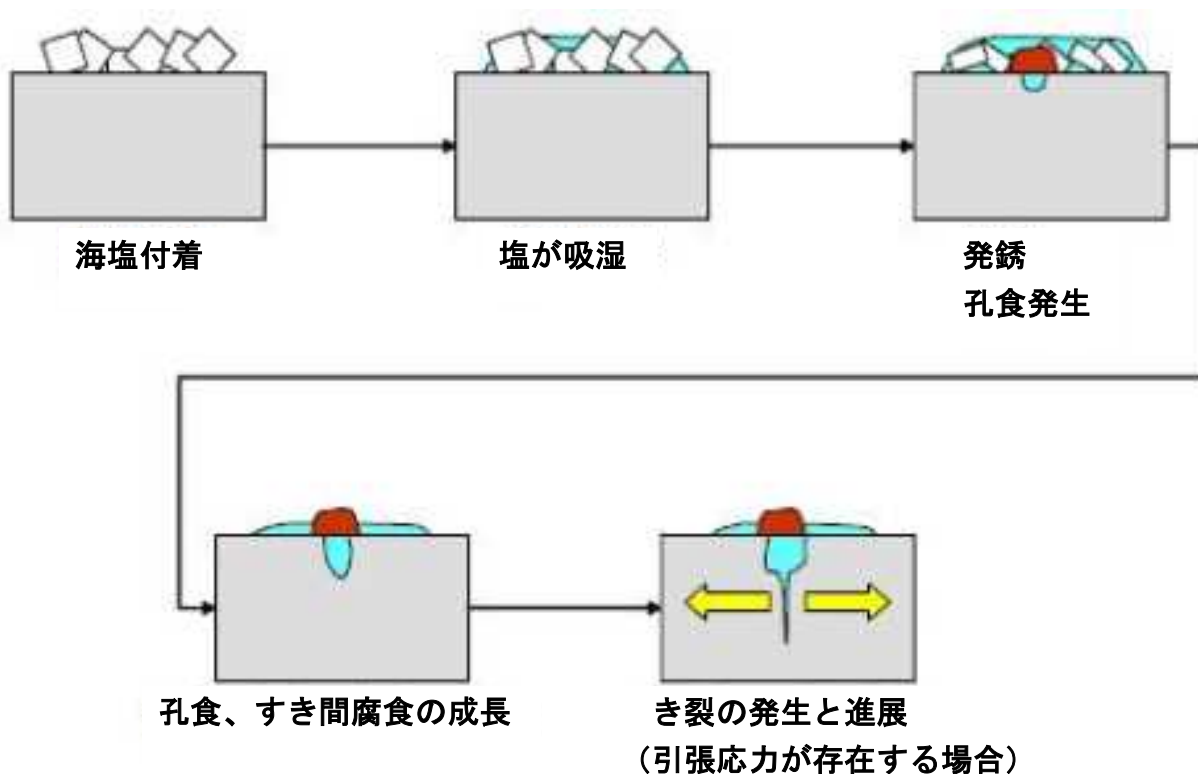 海塩付着
塩が吸湿
発銹
孔食発生
孔食、すき間腐食の成長
き裂の発生と進展
（引張応力が存在する場合）